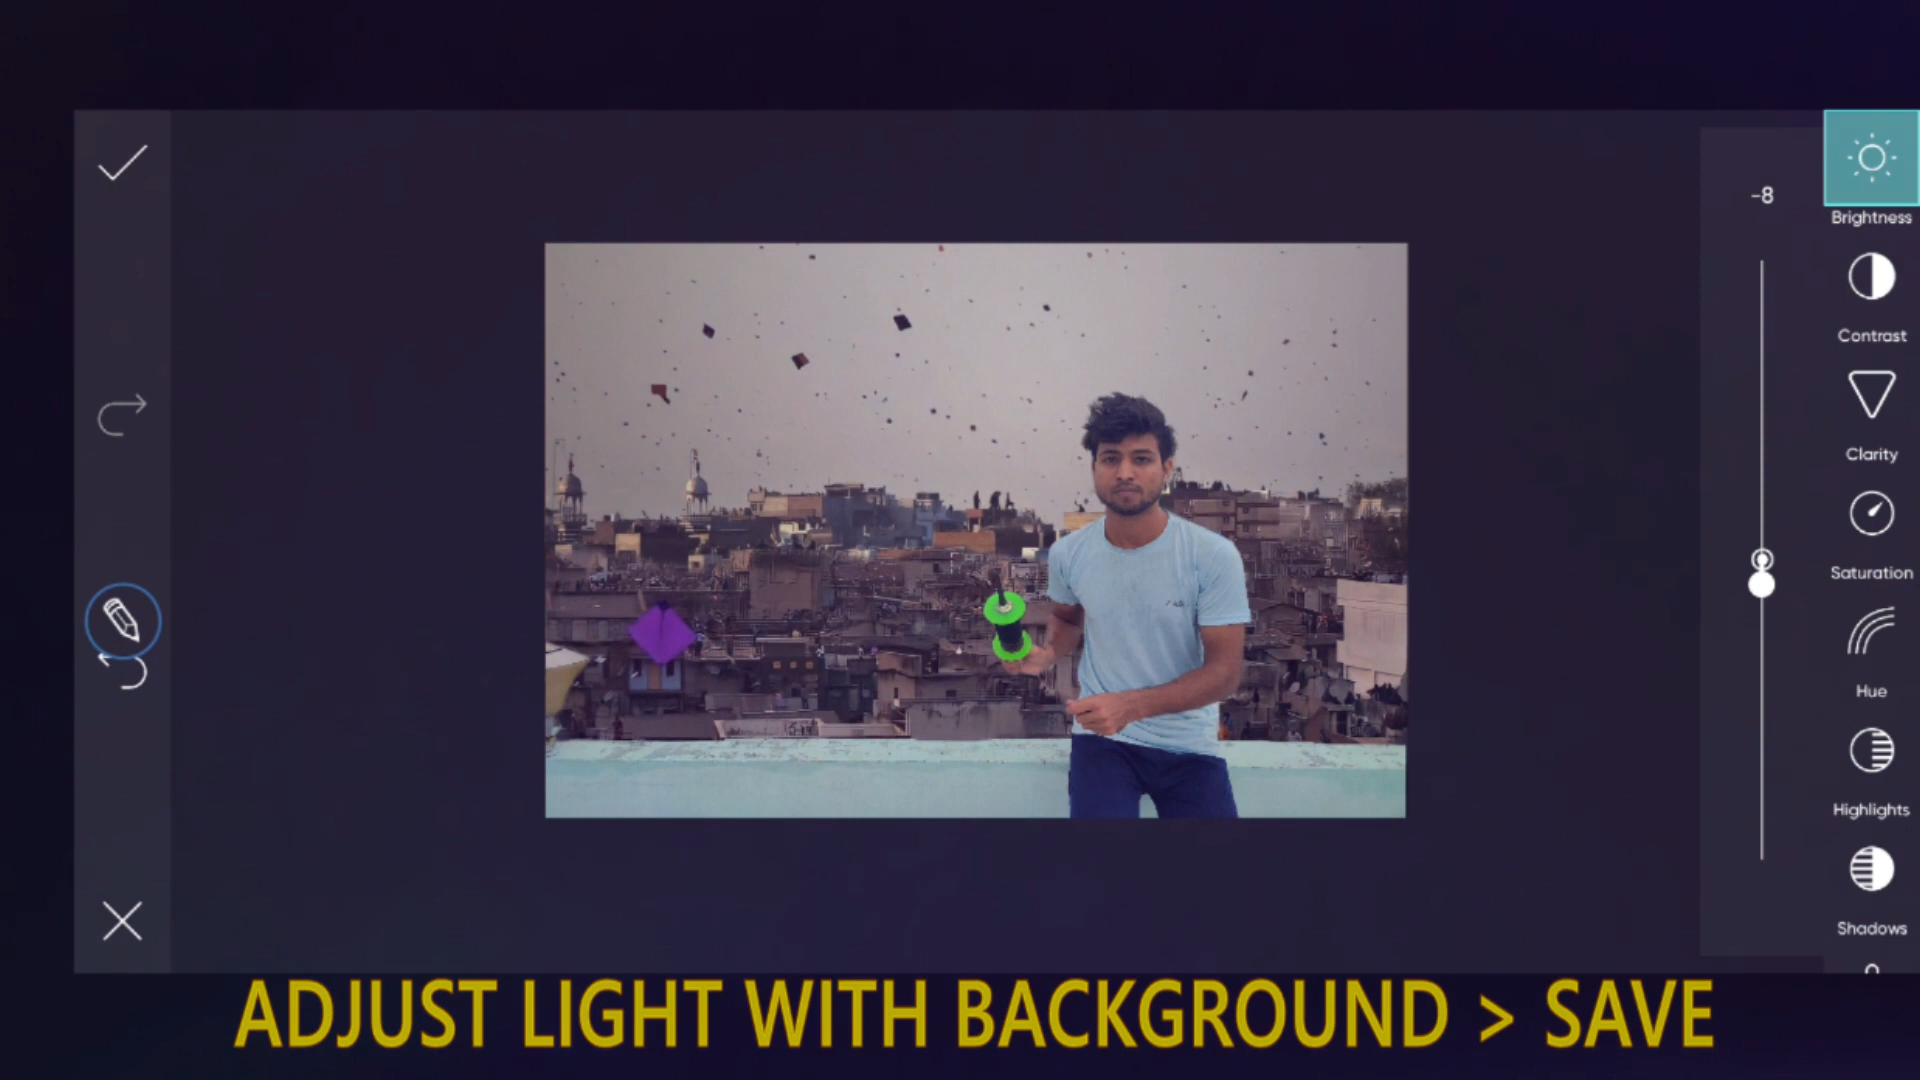 -8
Brightness
Contrast
Clarity
Saturation
Hue
Highlights
Shadows
ADJUST LIGHT WITH BACKGROUND > SAVE